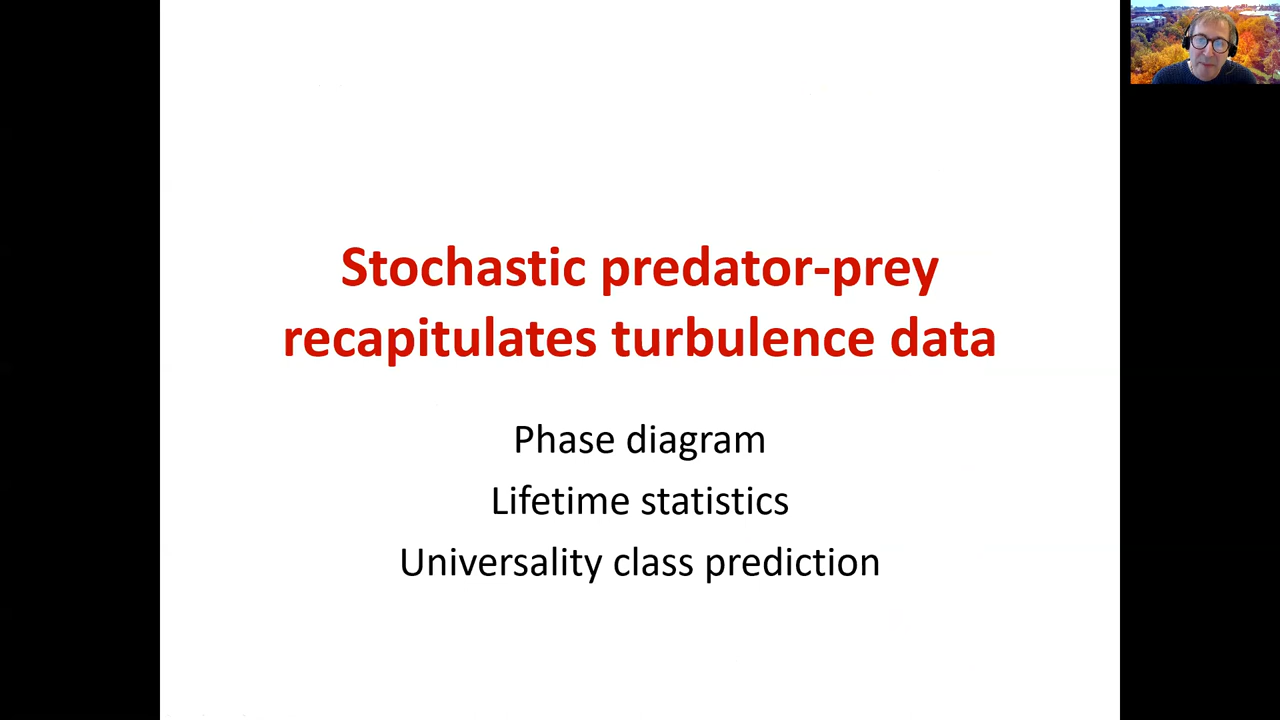 Stochastic predator-prey
recapitulates turbulence data
Phase diagram
Lifetime statistics
Universality class prediction